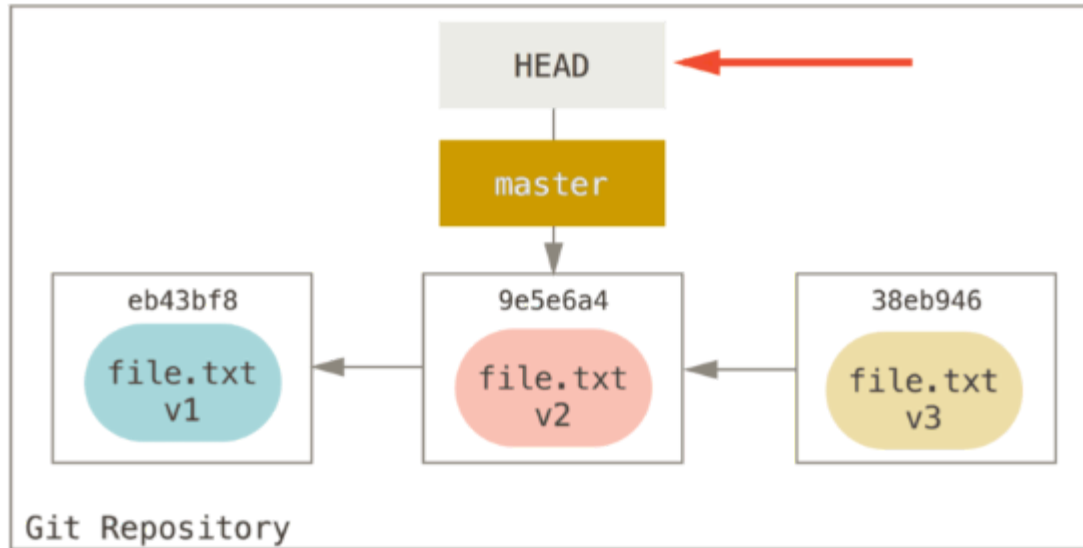 HEAD
master
eb43bf8
file.txt
v1
9e5e6a4
file.txt
v2
38eb946
file.txt
v3
Git Repository